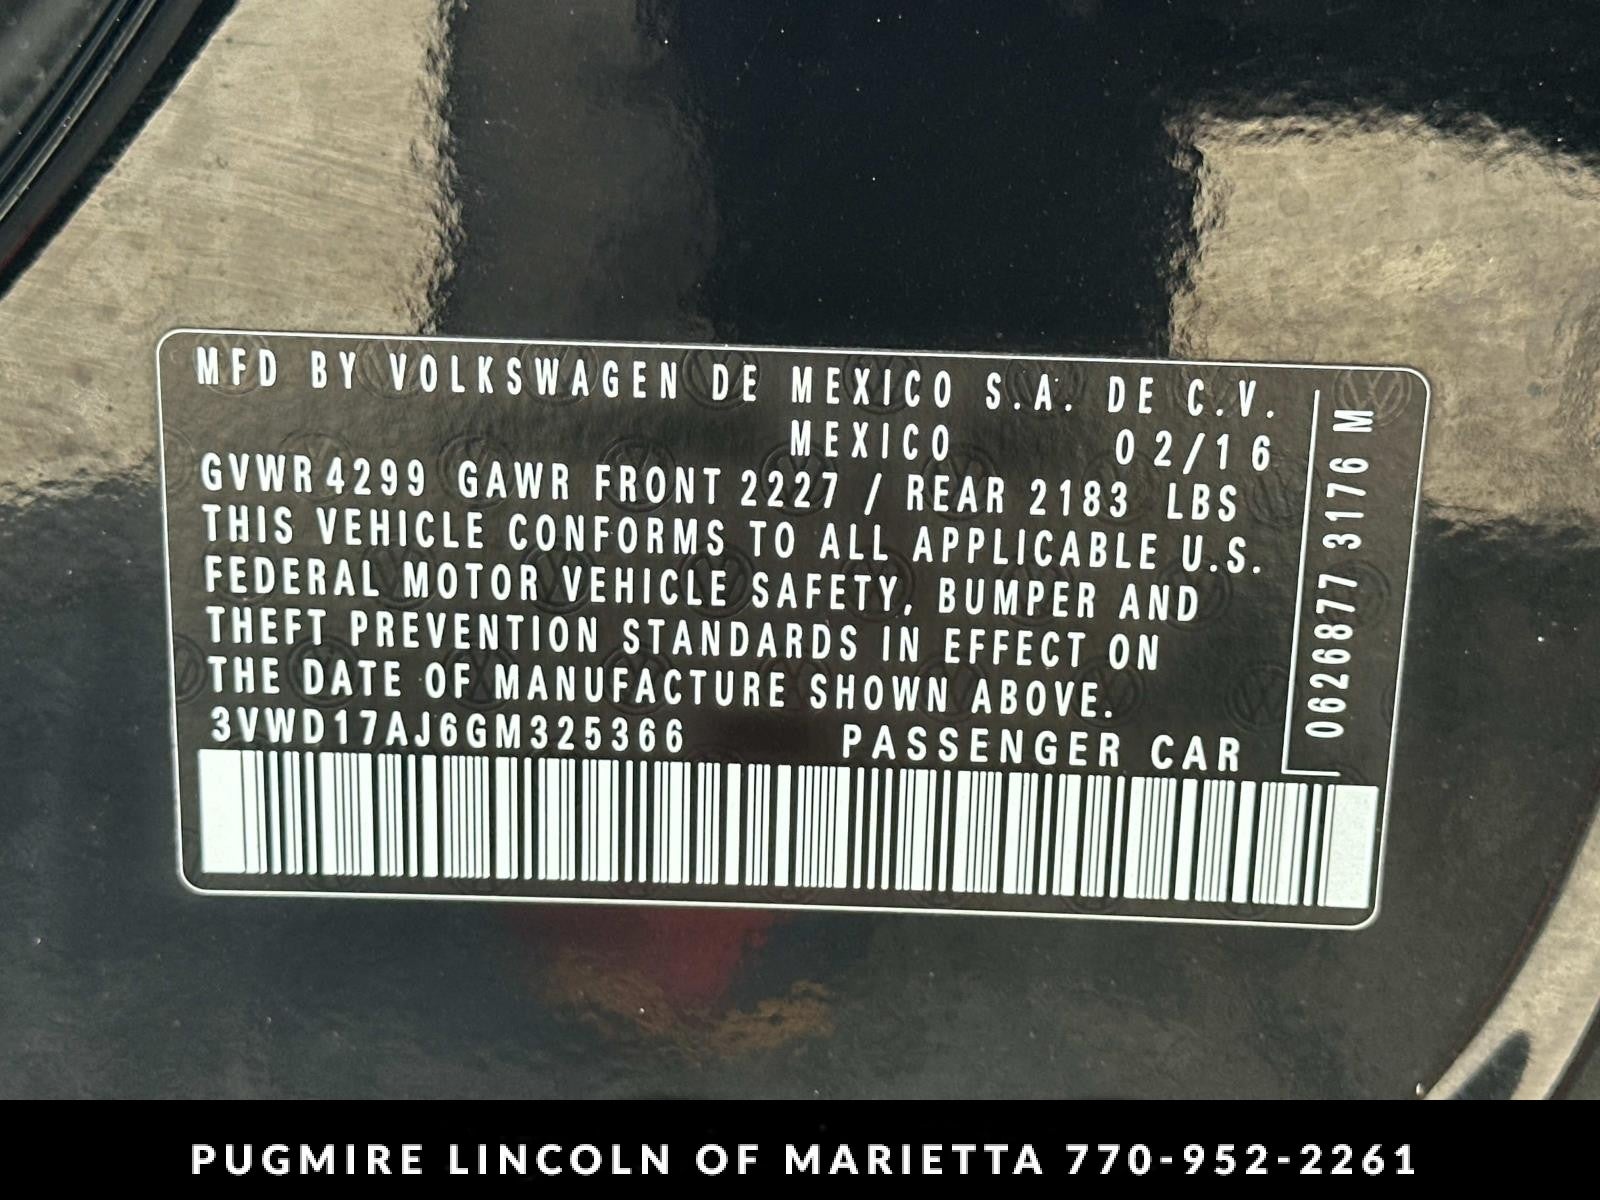 MFD BY VOLKSWAGEN DE MEXICO S.A. DE C.V.
MEXICO 02/16
GVWR 4299 GAWR FRONT 2227 / REAR 2183 LBS
THIS VEHICLE CONFORMS TO ALL APPLICABLE U.S.
FEDERAL MOTOR VEHICLE SAFETY, BUMPER AND
THEFT PREVENTION STANDARDS IN EFFECT ON
THE DATE OF MANUFACTURE SHOWN ABOVE.
3VWD17AJ6GM325366 PASSENGER CAR
0626877 3176 M
PUGMIRE LINCOLN OF MARIETTA 770-952-2261